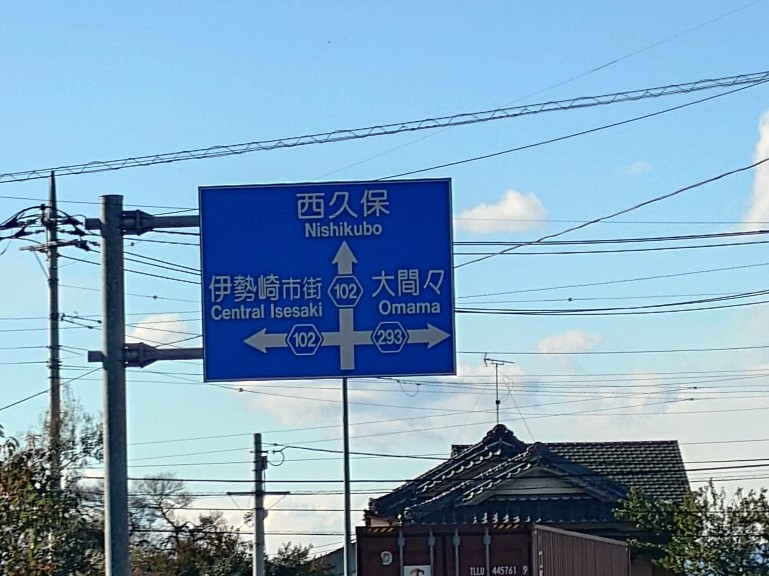 西久保
Nishikubo
伊勢崎市街
Central Isesaki
102
大間々
Omama
102
293
TLLU 445761 9